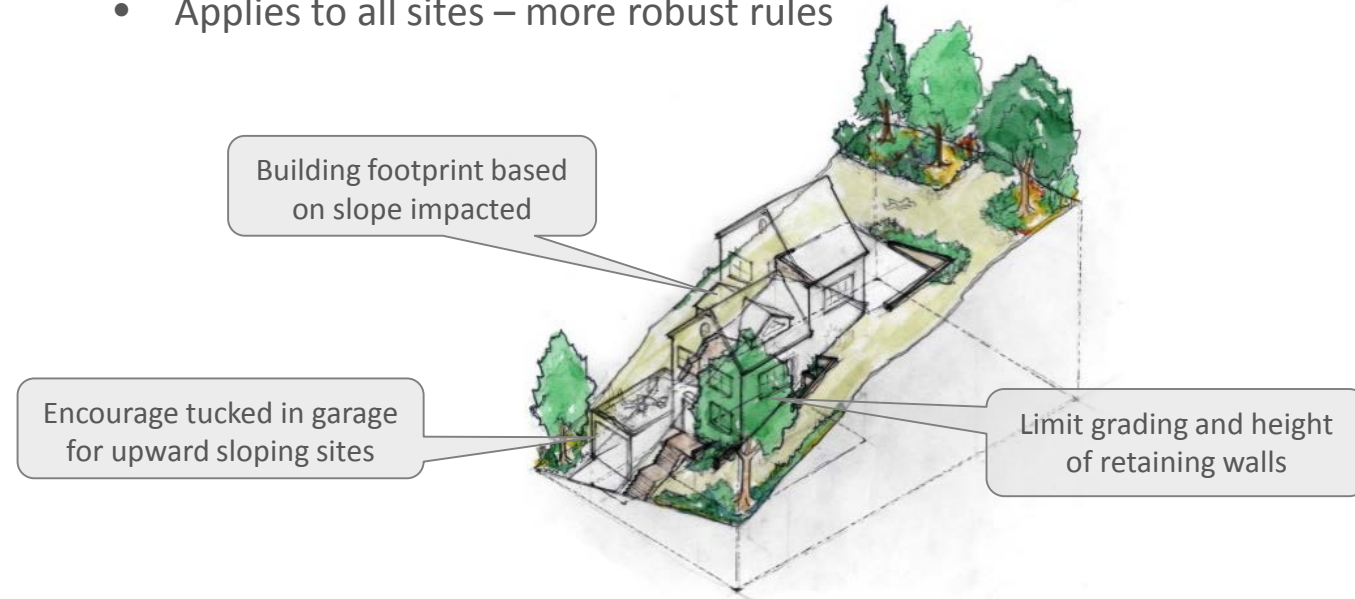 • Applies to all sites – more robust rules
Building footprint based
on slope impacted
Encourage tucked in garage
for upward sloping sites
Limit grading and height
of retaining walls